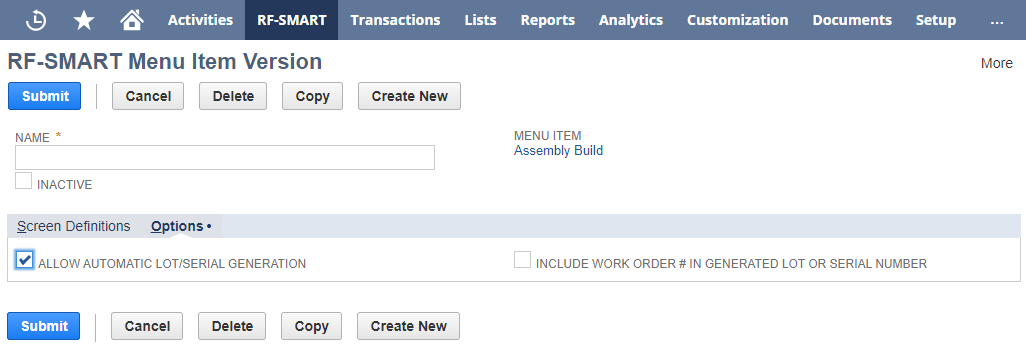 Activities RF-SMART Transactions Lists Reports Analytics Customization Documents Setup ...
RF-SMART Menu Item Version More
Submit Cancel Delete Copy Create New
NAME * MENU ITEM
Assembly Build
INACTIVE
Screen Definitions Options •
ALLOW AUTOMATIC LOT/SERIAL GENERATION INCLUDE WORK ORDER # IN GENERATED LOT OR SERIAL NUMBER
Submit Cancel Delete Copy Create New